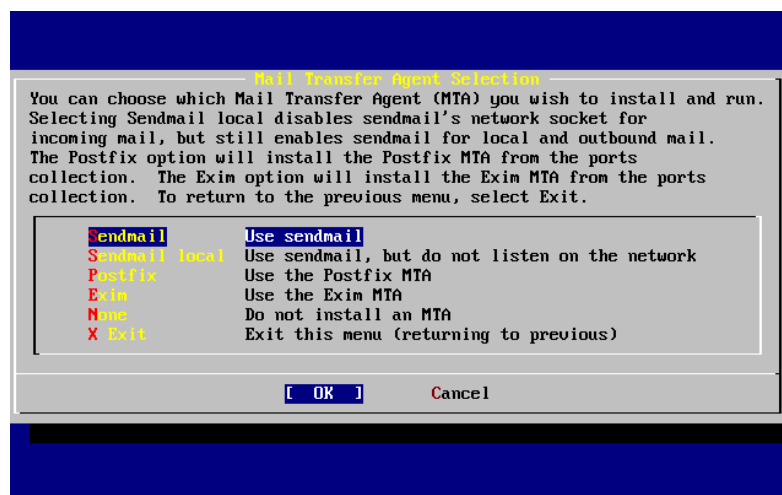 Mail Transfer Agent Selection
You can choose which Mail Transfer Agent (MTA) you wish to install and run.
Selecting Sendmail local disables sendmail's network socket for
incoming mail, but still enables sendmail for local and outbound mail.
The Postfix option will install the Postfix MTA from the ports
collection.  The Exim option will install the Exim MTA from the ports
collection.  To return to the previous menu, select Exit.
Sendmail Use sendmail
Sendmail local Use sendmail, but do not listen on the network
Postfix Use the Postfix MTA
Exim Use the Exim MTA
None Do not install an MTA
X Exit Exit this menu (returning to previous)
[ OK ] Cancel